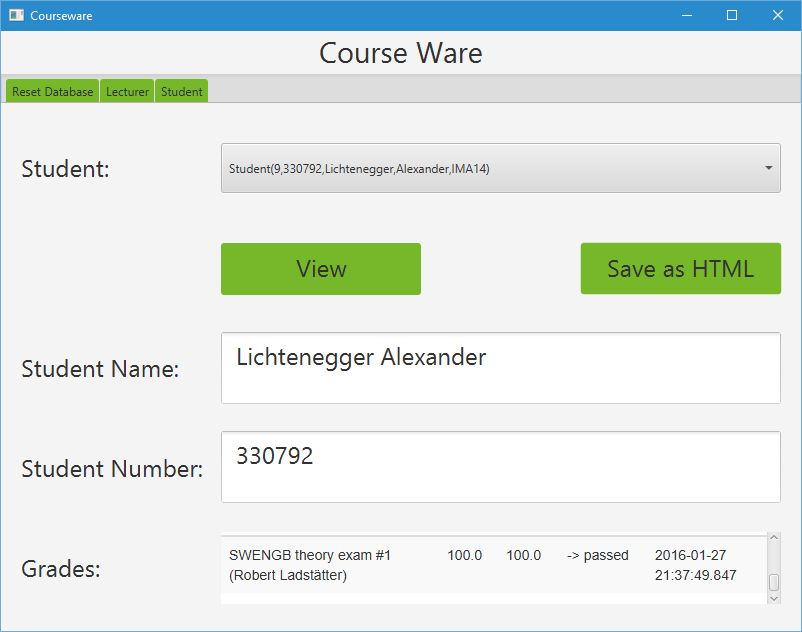 Courseware
Course Ware
Reset Database Lecturer Student
Student: Student(9,330792,Lichtenegger,Alexander,IMA14)
View Save as HTML
Student Name: Lichtenegger Alexander
Student Number: 330792
Grades: SWENGB theory exam #1 100.0 100.0 -> passed 2016-01-27
(Robert Ladstätter) 21:37:49.847